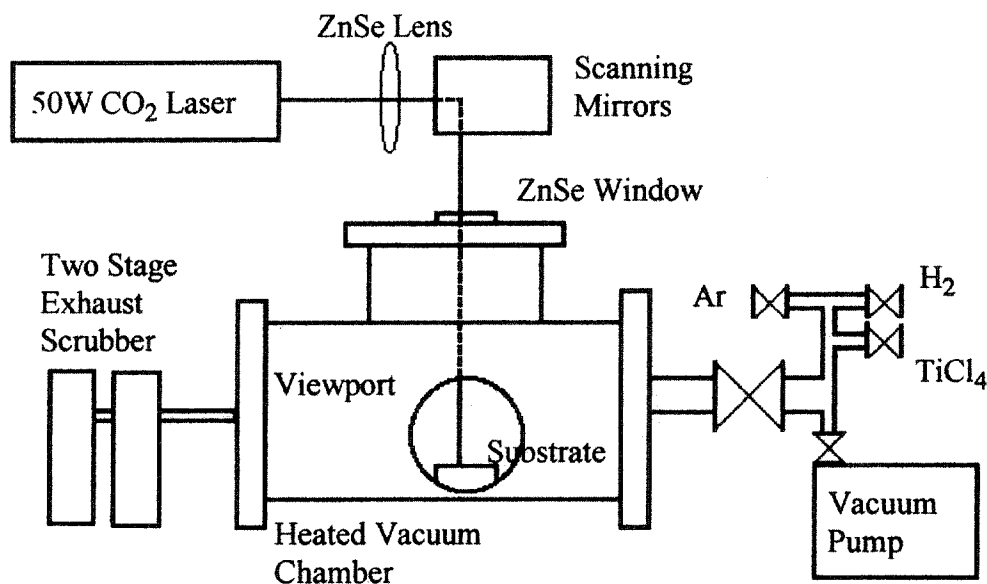 ZnSe Lens
50W CO₂ Laser
Scanning
Mirrors
ZnSe Window
Two Stage
Exhaust
Scrubber
Ar
H₂
TiCl₄
Viewport
Substrate
Heated Vacuum
Chamber
Vacuum
Pump